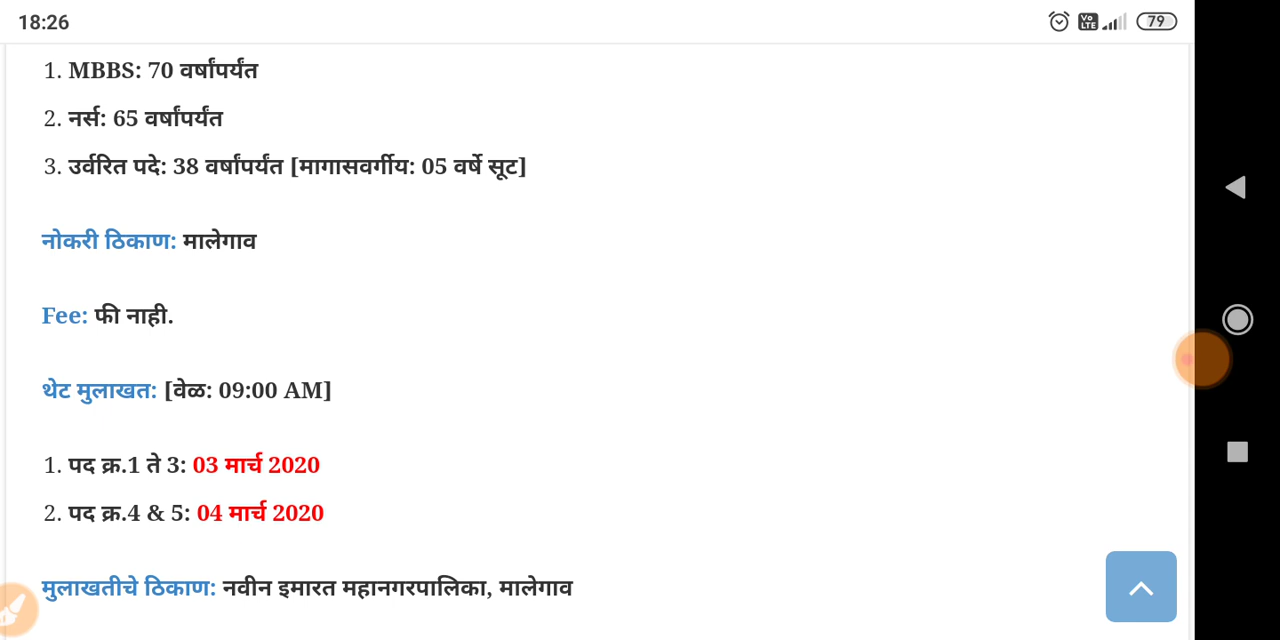 18:26
Vo LTE
79
1. MBBS: 70 वर्षांपर्यंत
2. नर्स: 65 वर्षांपर्यंत
3. उर्वरित पदे: 38 वर्षांपर्यंत [मागासवर्गीय: 05 वर्षे सूट]
नोकरी ठिकाण: मालेगाव
Fee: फी नाही.
थेट मुलाखत: [वेळ: 09:00 AM]
1. पद क्र.1 ते 3: 03 मार्च 2020
2. पद क्र.4 & 5: 04 मार्च 2020
मुलाखतीचे ठिकाण: नवीन इमारत महानगरपालिका, मालेगाव